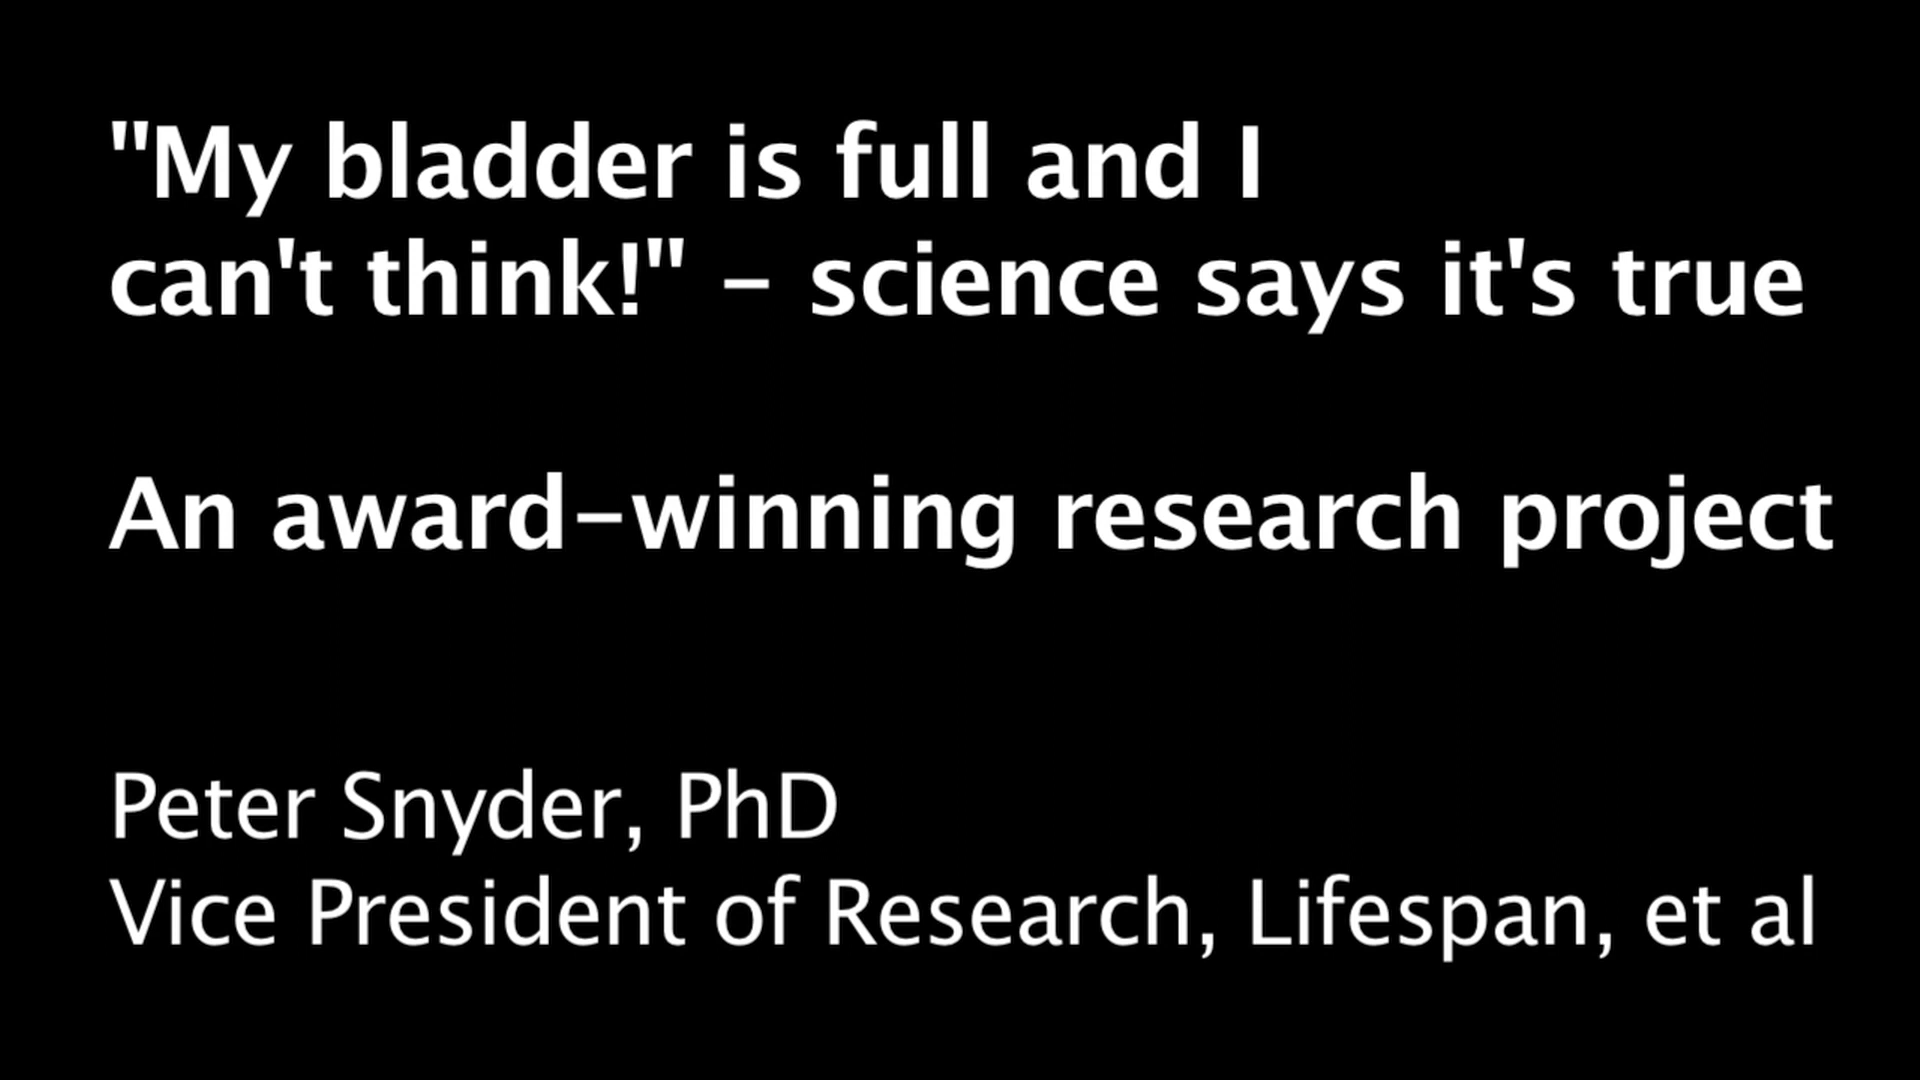 "My bladder is full and I
can't think!" - science says it's true
An award-winning research project
Peter Snyder, PhD
Vice President of Research, Lifespan, et al